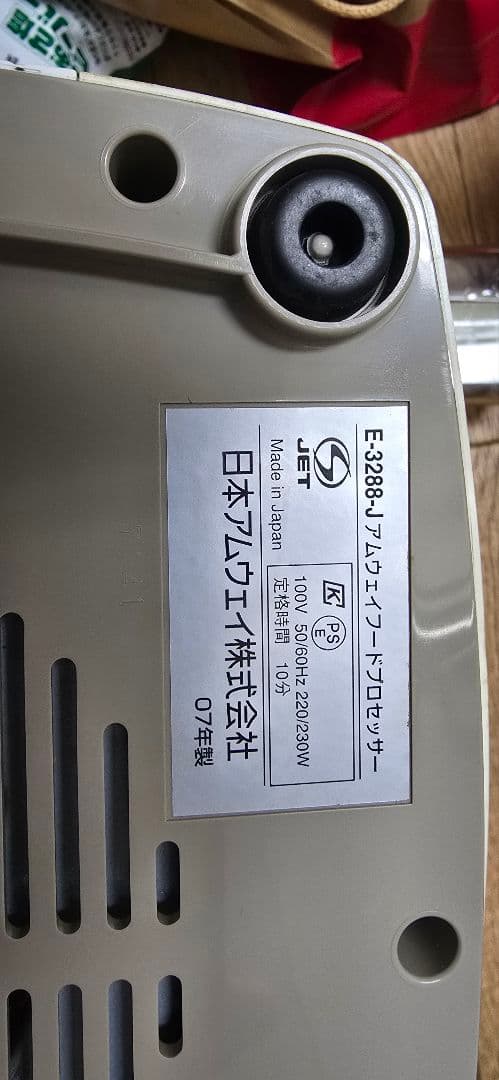 E-3288-J アムウェイフードプロセッサー
JET
Made in Japan
K
PS
E
100V 50/60Hz 220/230W
定格時間 10分
日本アムウェイ株式会社
07年製